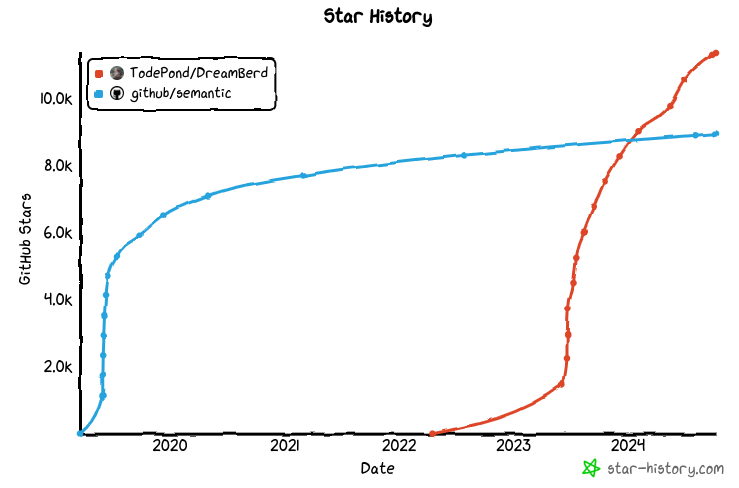 Star History
TodePond/DreamBerd
github/semantic
10.0k
8.0k
6.0k
4.0k
2.0k
GitHub Stars
2020 2021 2022 2023 2024
Date
star-history.com